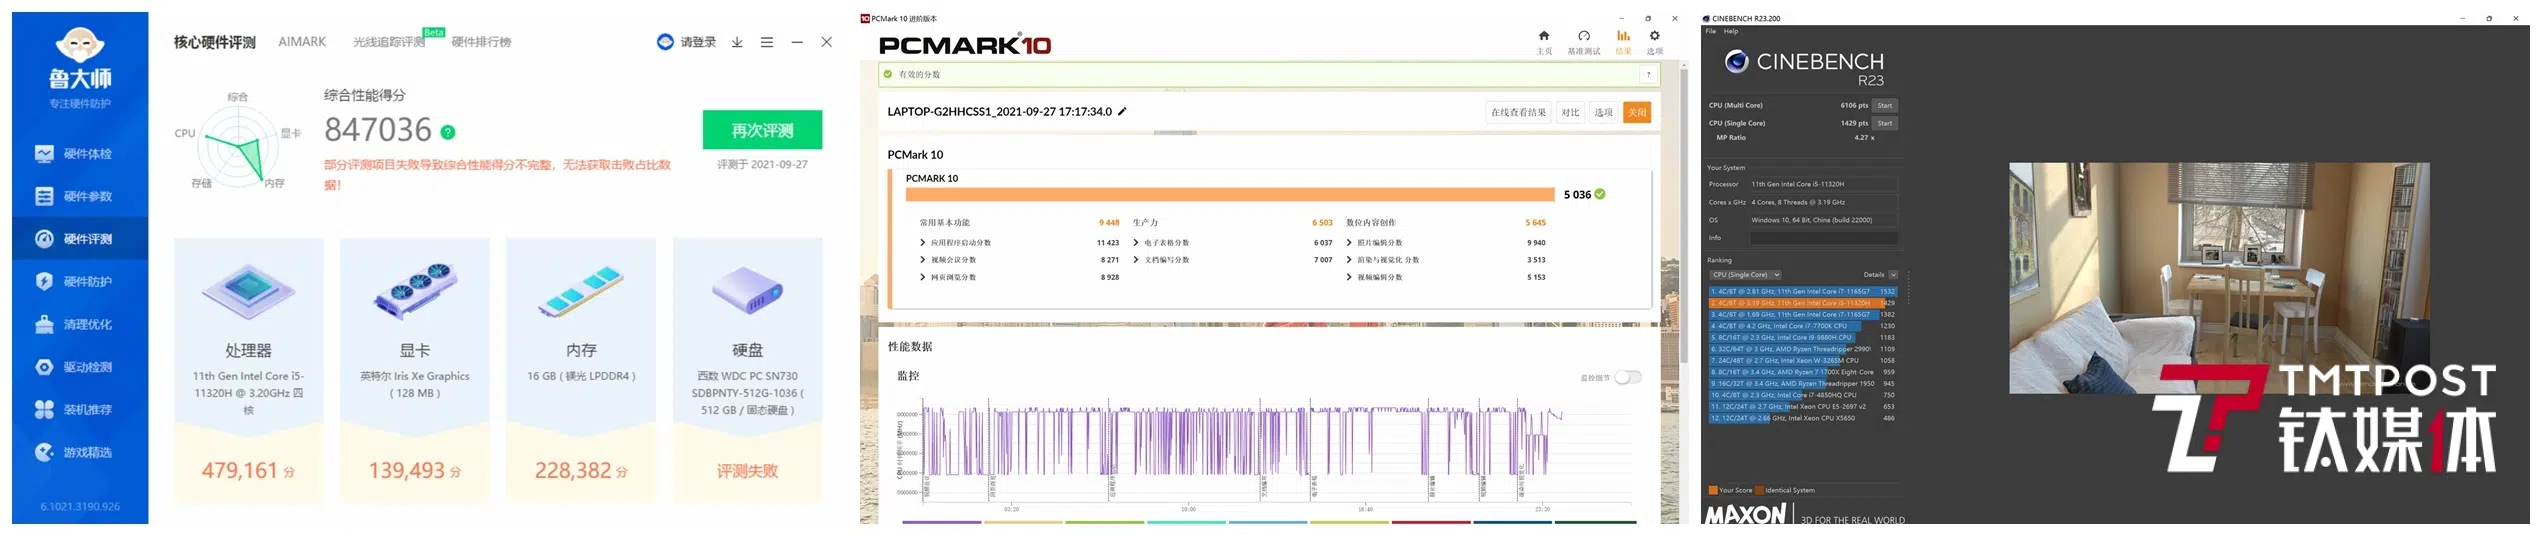 鲁大师
专注硬件防护
硬件体检
硬件参数
硬件评测
硬件防护
清理优化
驱动检测
装机推荐
游戏精选
6.1021.3190.926
核心硬件评测 AIMARK 光线追踪评测 Beta 硬件排行榜 请登录
综合
CPU
显卡
存储
内存
综合性能得分
847036
部分评测项目失败导致综合性能得分不完整，无法获取击败占比数
据！
再次评测
评测于 2021-09-27
处理器
11th Gen Intel Core i5-
11320H @ 3.20GHz 四
核
479,161 分
显卡
英特尔 Iris Xe Graphics
( 128 MB )
139,493 分
内存
16 GB ( 镁光 LPDDR4 )
228,382 分
硬盘
西数 WDC PC SN730
SDBPNTY-512G-1036 (
512 GB / 固态硬盘 )
评测失败
10 PCMark 10 进阶版本
PCMARK 10
主页 基准测试 结果 选项
有效的分数 ?
LAPTOP-G2HHCSS1_2021-09-27 17:17:34.0
在线查看结果 对比 选项 关闭
PCMark 10
PCMARK 10
5 036
常用基本功能 9 448
应用程序启动分数 11 423
视频会议分数 8 271
网页浏览分数 8 928
生产力 6 503
电子表格分数 6 037
文档编写分数 7 007
数位内容创作 5 645
照片编辑分数 9 940
渲染与视觉化 分数 3 513
视频编辑分数 5 153
性能数据
监控
监控细节
03:20 10:00 16:40 23:20
CINEBENCH R23.200
File Help
CINEBENCH
R23
CPU (Multi Core) 6106 pts Start
CPU (Single Core) 1429 pts Start
MP Ratio 4.27 x
Your System
Processor 11th Gen Intel Core i5-11320H
Cores x GHz 4 Cores, 8 Threads @ 3.19 GHz
OS Windows 10, 64 Bit, China (build 22000)
Info
Ranking
CPU (Single Core) Details
1. 4C/8T @ 2.81 GHz, 11th Gen Intel Core i7-1165G7 1532
2. 4C/8T @ 3.19 GHz, 11th Gen Intel Core i5-11320H 1429
3. 4C/8T @ 1.69 GHz, 11th Gen Intel Core i7-1165G7 1382
4. 4C/8T @ 4.2 GHz, Intel Core i7-7700K CPU 1230
5. 8C/16T @ 2.3 GHz, Intel Core i9-9880H CPU 1183
6. 32C/64T @ 3 GHz, AMD Ryzen Threadripper 2990 1109
7. 24C/48T @ 2.7 GHz, Intel Xeon W-3265M CPU 1058
8. 8C/16T @ 3.4 GHz, AMD Ryzen 7 1700X Eight-Core 959
9. 16C/32T @ 3.4 GHz, AMD Ryzen Threadripper 1950 945
10. 4C/8T @ 2.3 GHz, Intel Core i7-4850HQ CPU 750
11. 12C/24T @ 2.7 GHz, Intel Xeon CPU E5-2697 v2 653
12. 12C/24T @ 2.66 GHz, Intel Xeon CPU X5650 486
Your Score Identical System
MAXON 3D FOR THE REAL WORLD
TMTPOST
钛媒体